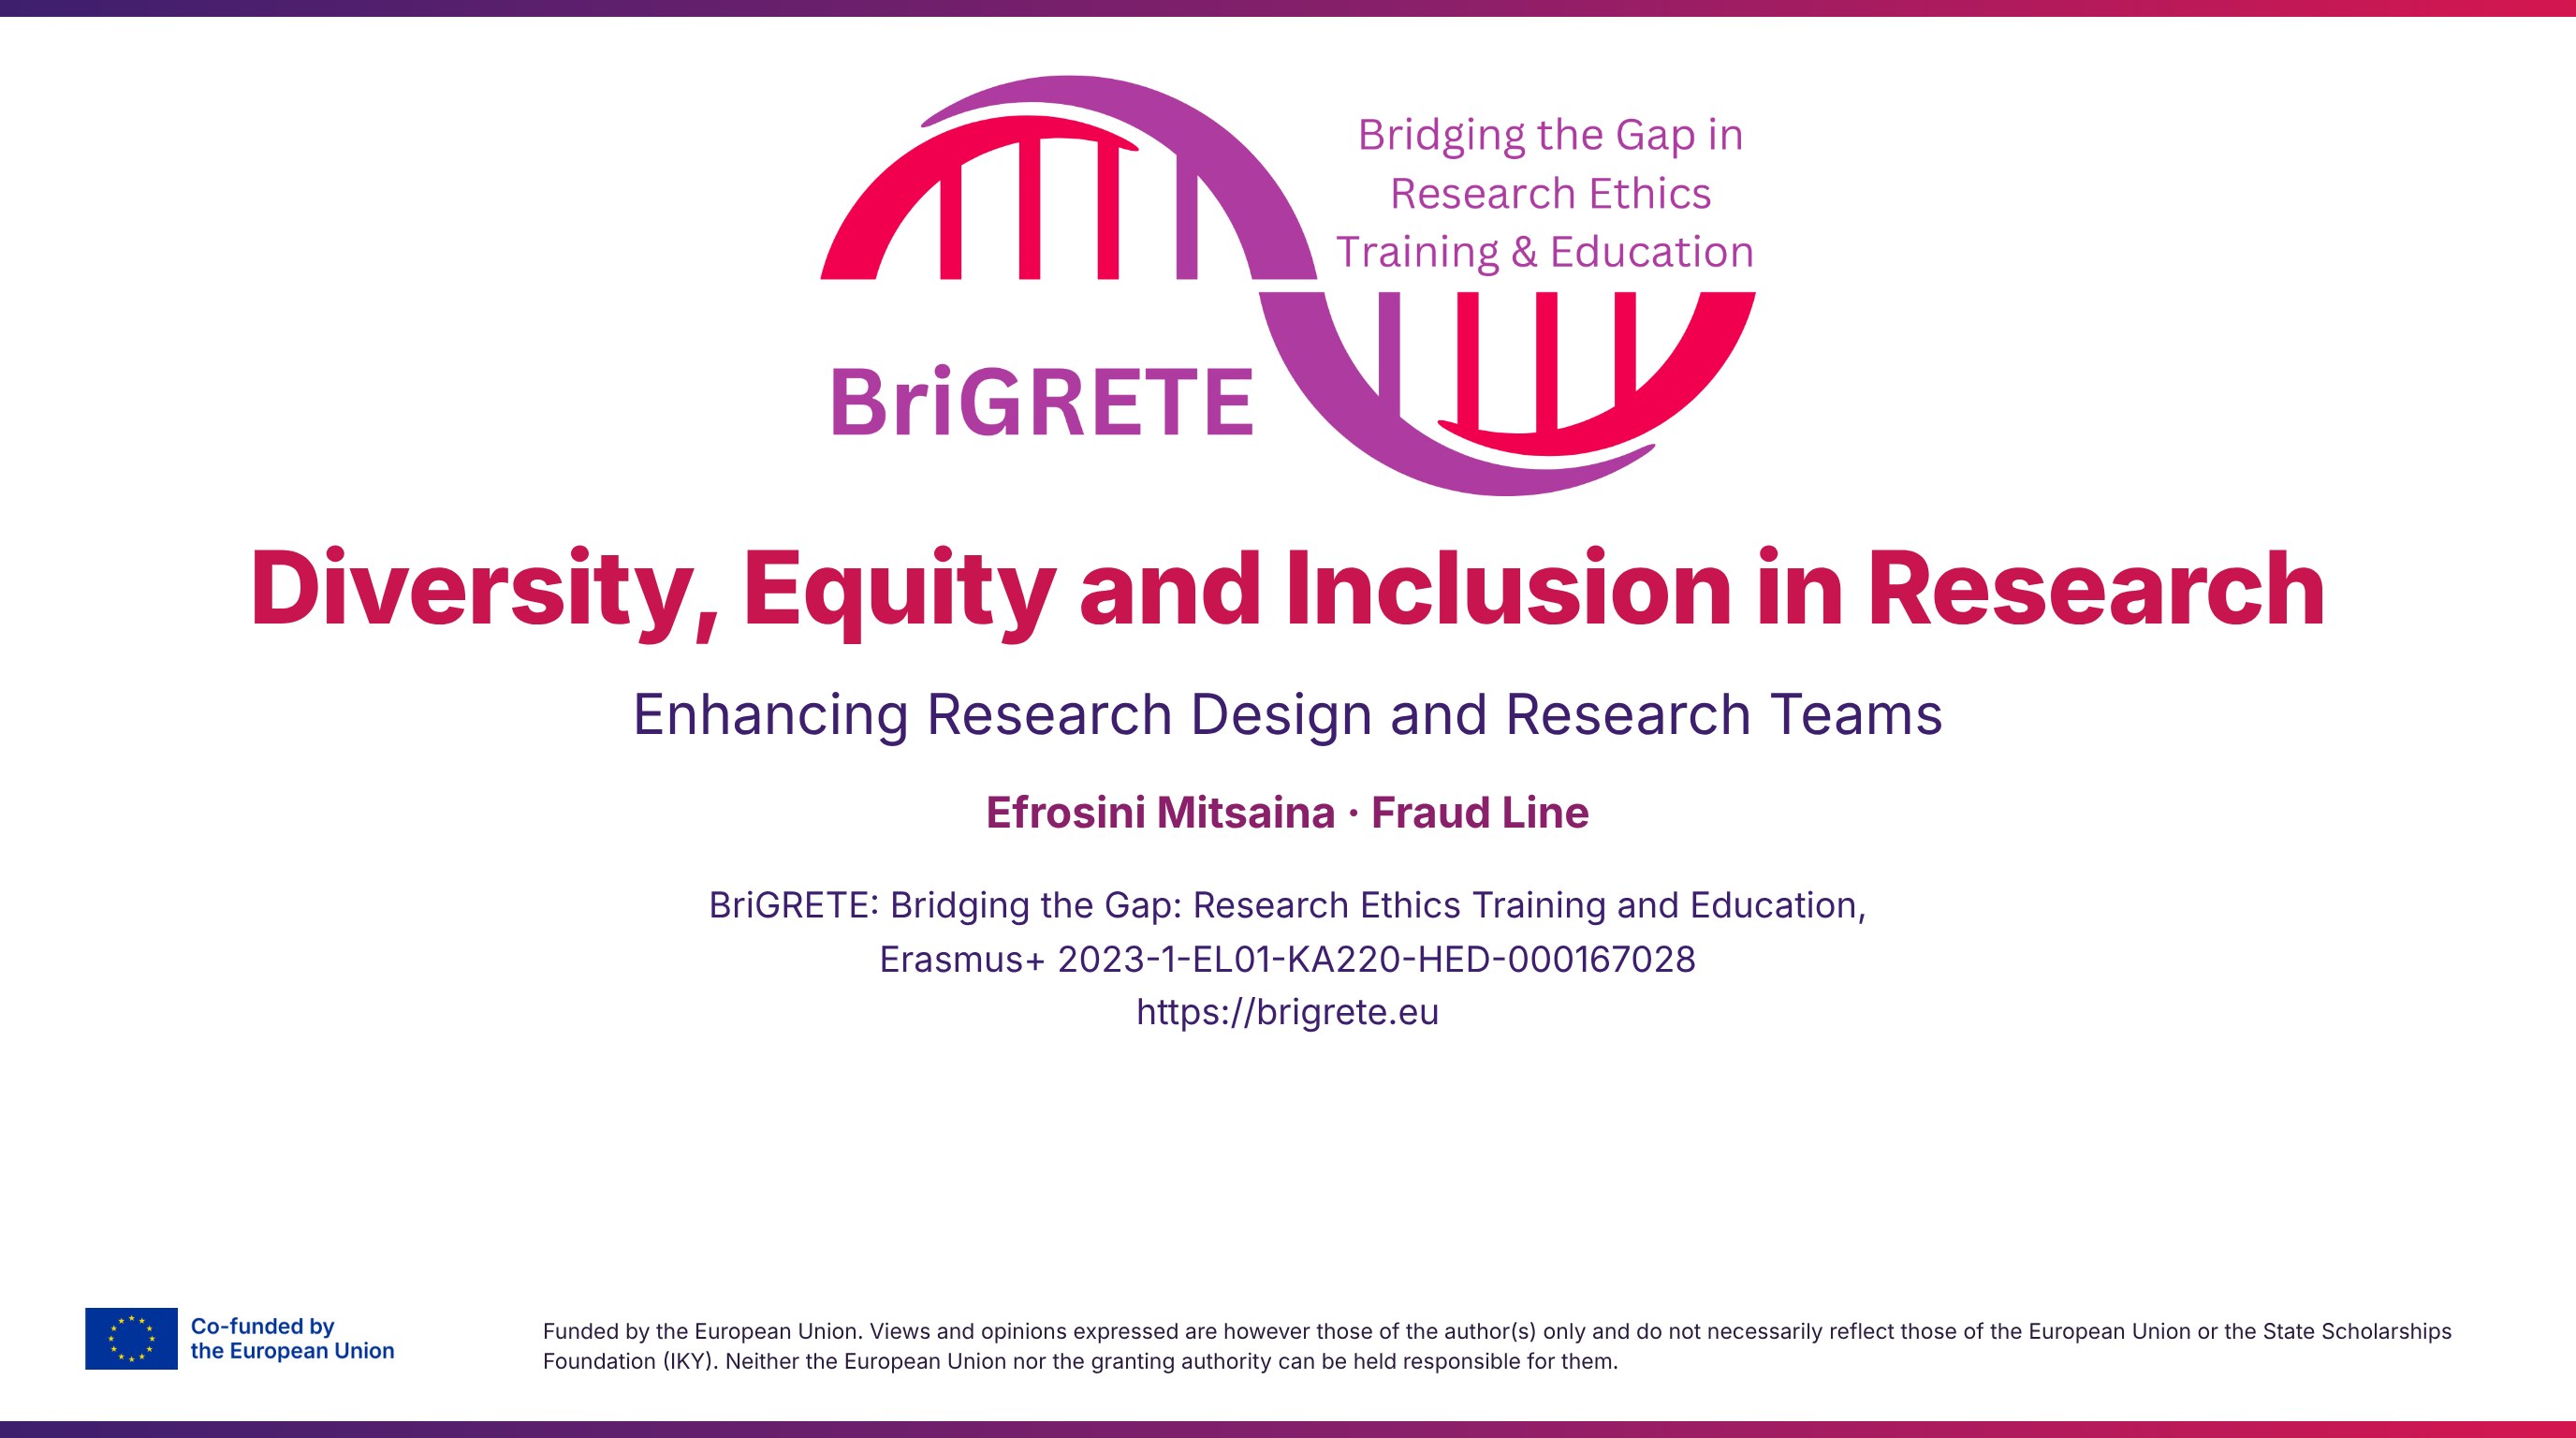 Bridging the Gap in
Research Ethics
Training & Education
BriGRETE
Diversity, Equity and Inclusion in Research
Enhancing Research Design and Research Teams
Efrosini Mitsaina · Fraud Line
BriGRETE: Bridging the Gap: Research Ethics Training and Education,
Erasmus+ 2023-1-EL01-KA220-HED-000167028
https://brigrete.eu
Co-funded by
the European Union
Funded by the European Union. Views and opinions expressed are however those of the author(s) only and do not necessarily reflect those of the European Union or the State Scholarships
Foundation (IKY). Neither the European Union nor the granting authority can be held responsible for them.